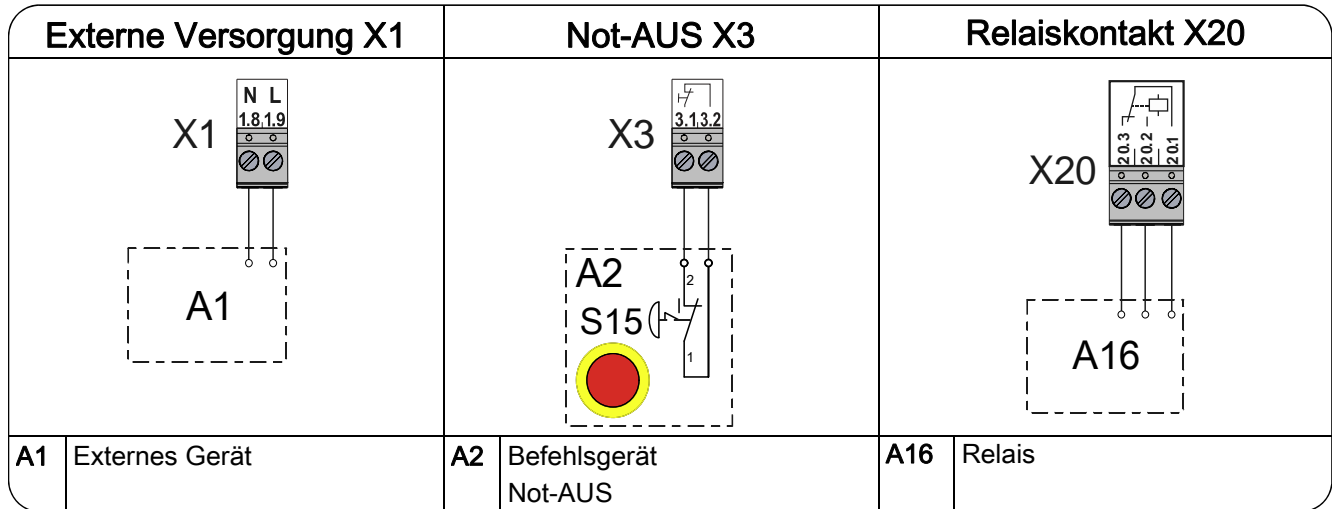 Externe Versorgung X1
Not-AUS X3
Relaiskontakt X20
N L
1.8 1.9
X1
A1
3.1 3.2
X3
A2
2
S15
1
20.3 20.2 20.1
X20
A16
A1 Externes Gerät
A2 Befehlsgerät
Not-AUS
A16 Relais